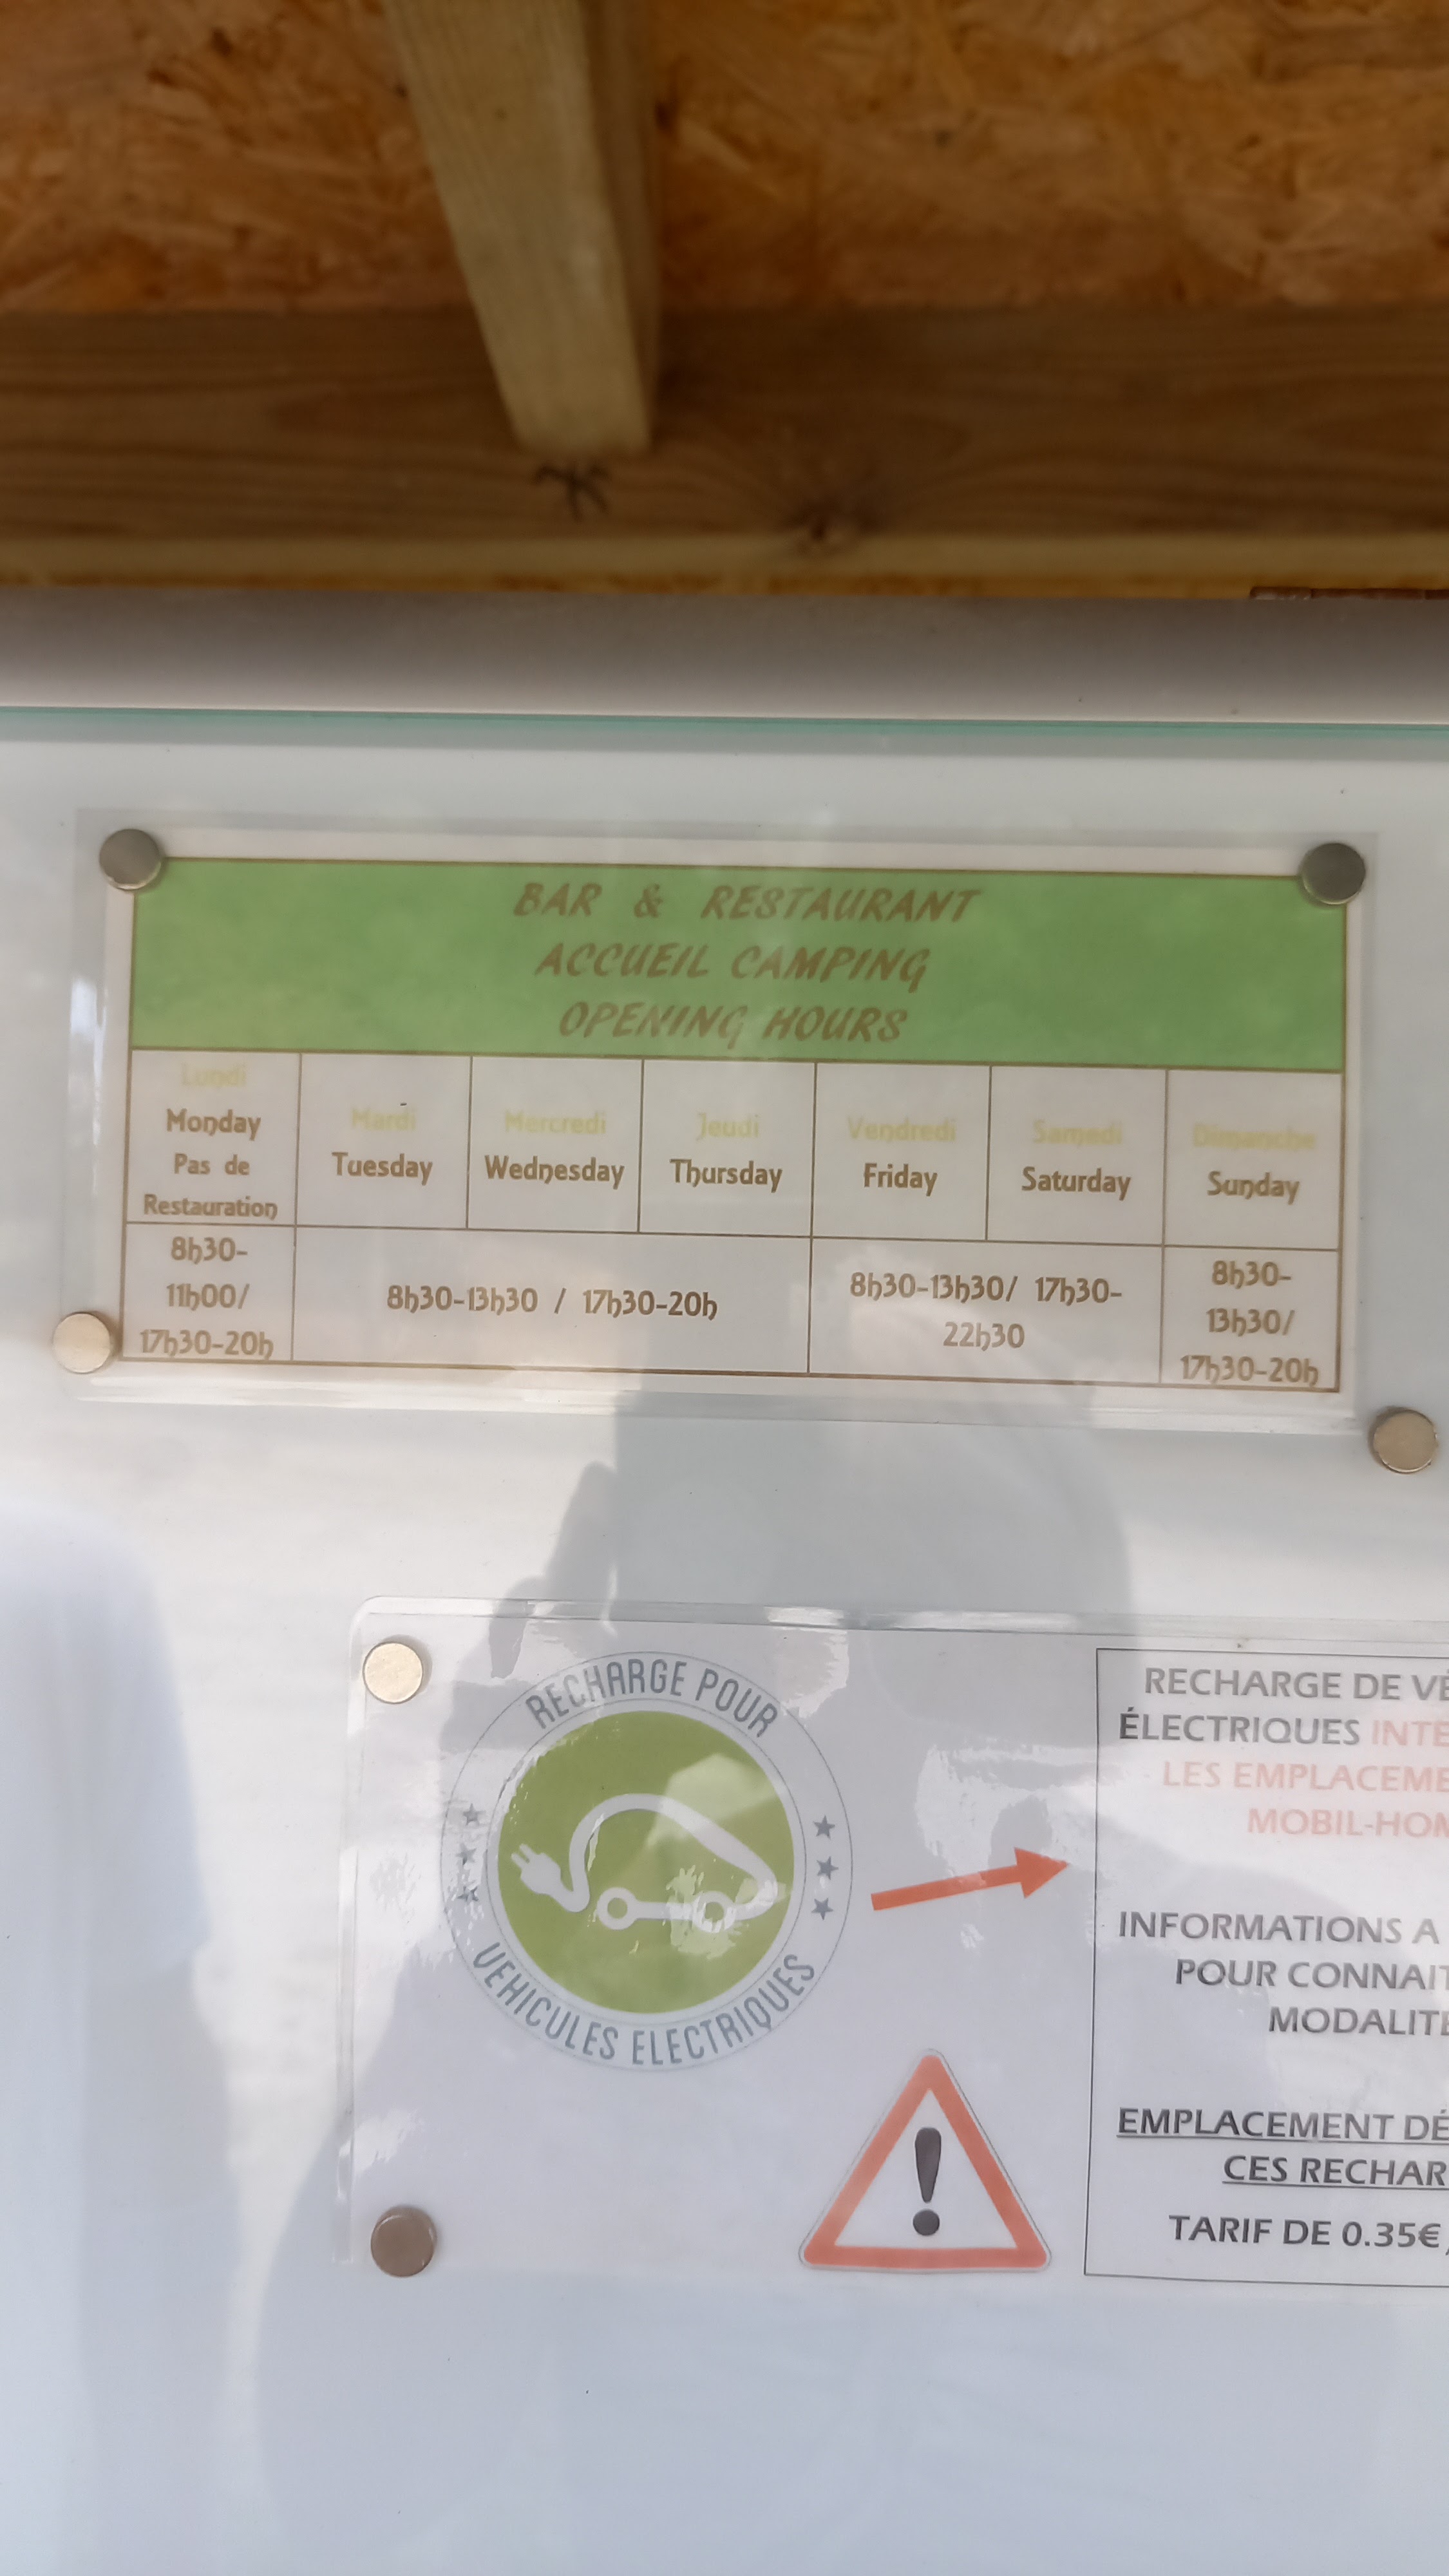 BAR & RESTAURANT
ACCUEIL CAMPING
OPENING HOURS
Lundi
Monday
Pas de
Restauration
Mardi
Tuesday
Mercredi
Wednesday
Jeudi
Thursday
Vendredi
Friday
Samedi
Saturday
Dimanche
Sunday
8h30-
11h00/
17h30-20h
8h30-13h30 / 17h30-20h
8h30-13h30/ 17h30-
22h30
8h30-
13h30/
17h30-20h
RECHARGE POUR
VEHICULES ELECTRIQUES
RECHARGE DE VÉ
ÉLECTRIQUES INTE
LES EMPLACEME
MOBIL-HOM
INFORMATIONS A
POUR CONNAIT
MODALITÉ
EMPLACEMENT DÉ
CES RECHAR
TARIF DE 0.35€